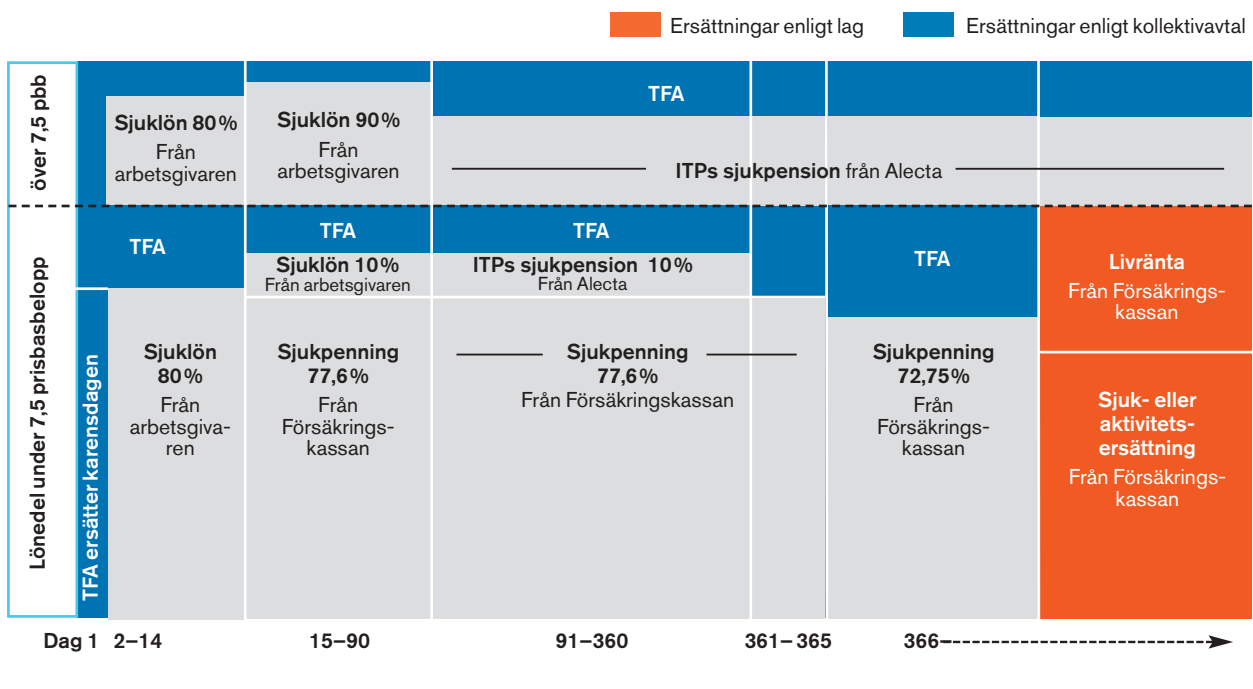 Ersättningar enligt lag
Ersättningar enligt kollektivavtal
över 7,5 pbb
Sjuklön 80%
Från
arbetsgivaren
Sjuklön 90%
Från
arbetsgivaren
TFA
ITPs sjukpension från Alecta
Lönedel under 7,5 prisbasbelopp
TFA ersätter karensdagen
TFA
Sjuklön
80%
Från
arbetsgiva-
ren
TFA
Sjuklön 10%
Från arbetsgivaren
Sjukpenning
77,6%
Från
Försäkrings-
kassan
TFA
ITPs sjukpension 10%
Från Alecta
Sjukpenning
77,6%
Från Försäkringskassan
TFA
Sjukpenning
72,75%
Från
Försäkrings-
kassan
Livränta
Från Försäkrings-
kassan
Sjuk- eller
aktivitets-
ersättning
Från Försäkrings-
kassan
Dag 1 2–14 15–90 91–360 361–365 366